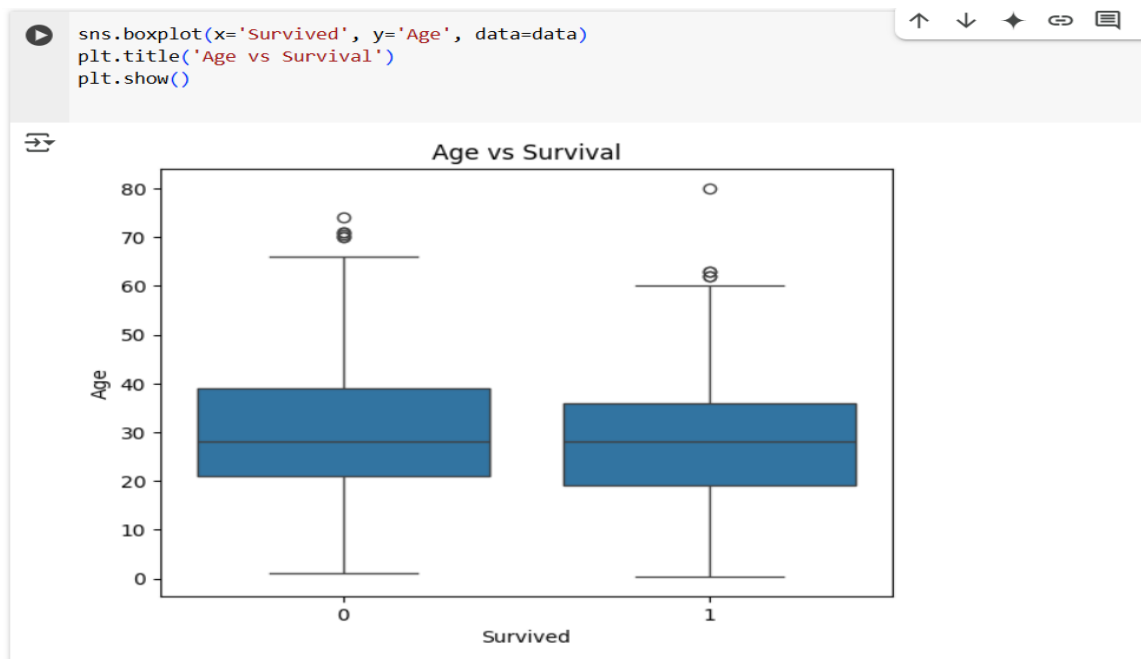 sns.boxplot(x='Survived', y='Age', data=data)
plt.title('Age vs Survival')
plt.show()
Age vs Survival
80
70
60
50
40
30
20
10
0
Age
0
1
Survived